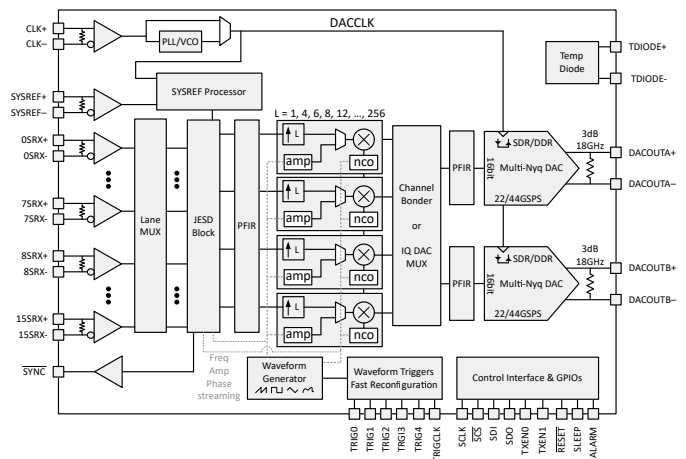 CLK+
CLK−
PLL/VCO
DACCLK
Temp
Diode
TDIODE+
TDIODE-
SYSREF+
SYSREF−
SYSREF Processor
L = 1, 4, 6, 8, 12, ..., 256
0SRX+
0SRX-
7SRX+
7SRX-
8SRX+
8SRX-
15SRX+
15SRX-
SYNC
Lane
MUX
JESD
Block
PFIR
L
amp
nco
L
amp
nco
L
amp
nco
L
amp
nco
Channel
Bonder
or
IQ DAC
MUX
PFIR
16bit
SDR/DDR
Multi-Nyq DAC
22/44GSPS
3dB
18GHz
DACOUTA+
DACOUTA−
PFIR
16bit
SDR/DDR
Multi-Nyq DAC
22/44GSPS
3dB
18GHz
DACOUTB+
DACOUTB−
Freq
Amp
Phase
streaming
Waveform
Generator
Waveform Triggers
Fast Reconfiguration
Control Interface & GPIOs
TRIG0
TRIG1
TRIG2
TRGI3
TRIG4
TRIGCLK
SCLK
SCS
SDI
SDO
TXEN0
TXEN1
RESET
SLEEP
ALARM